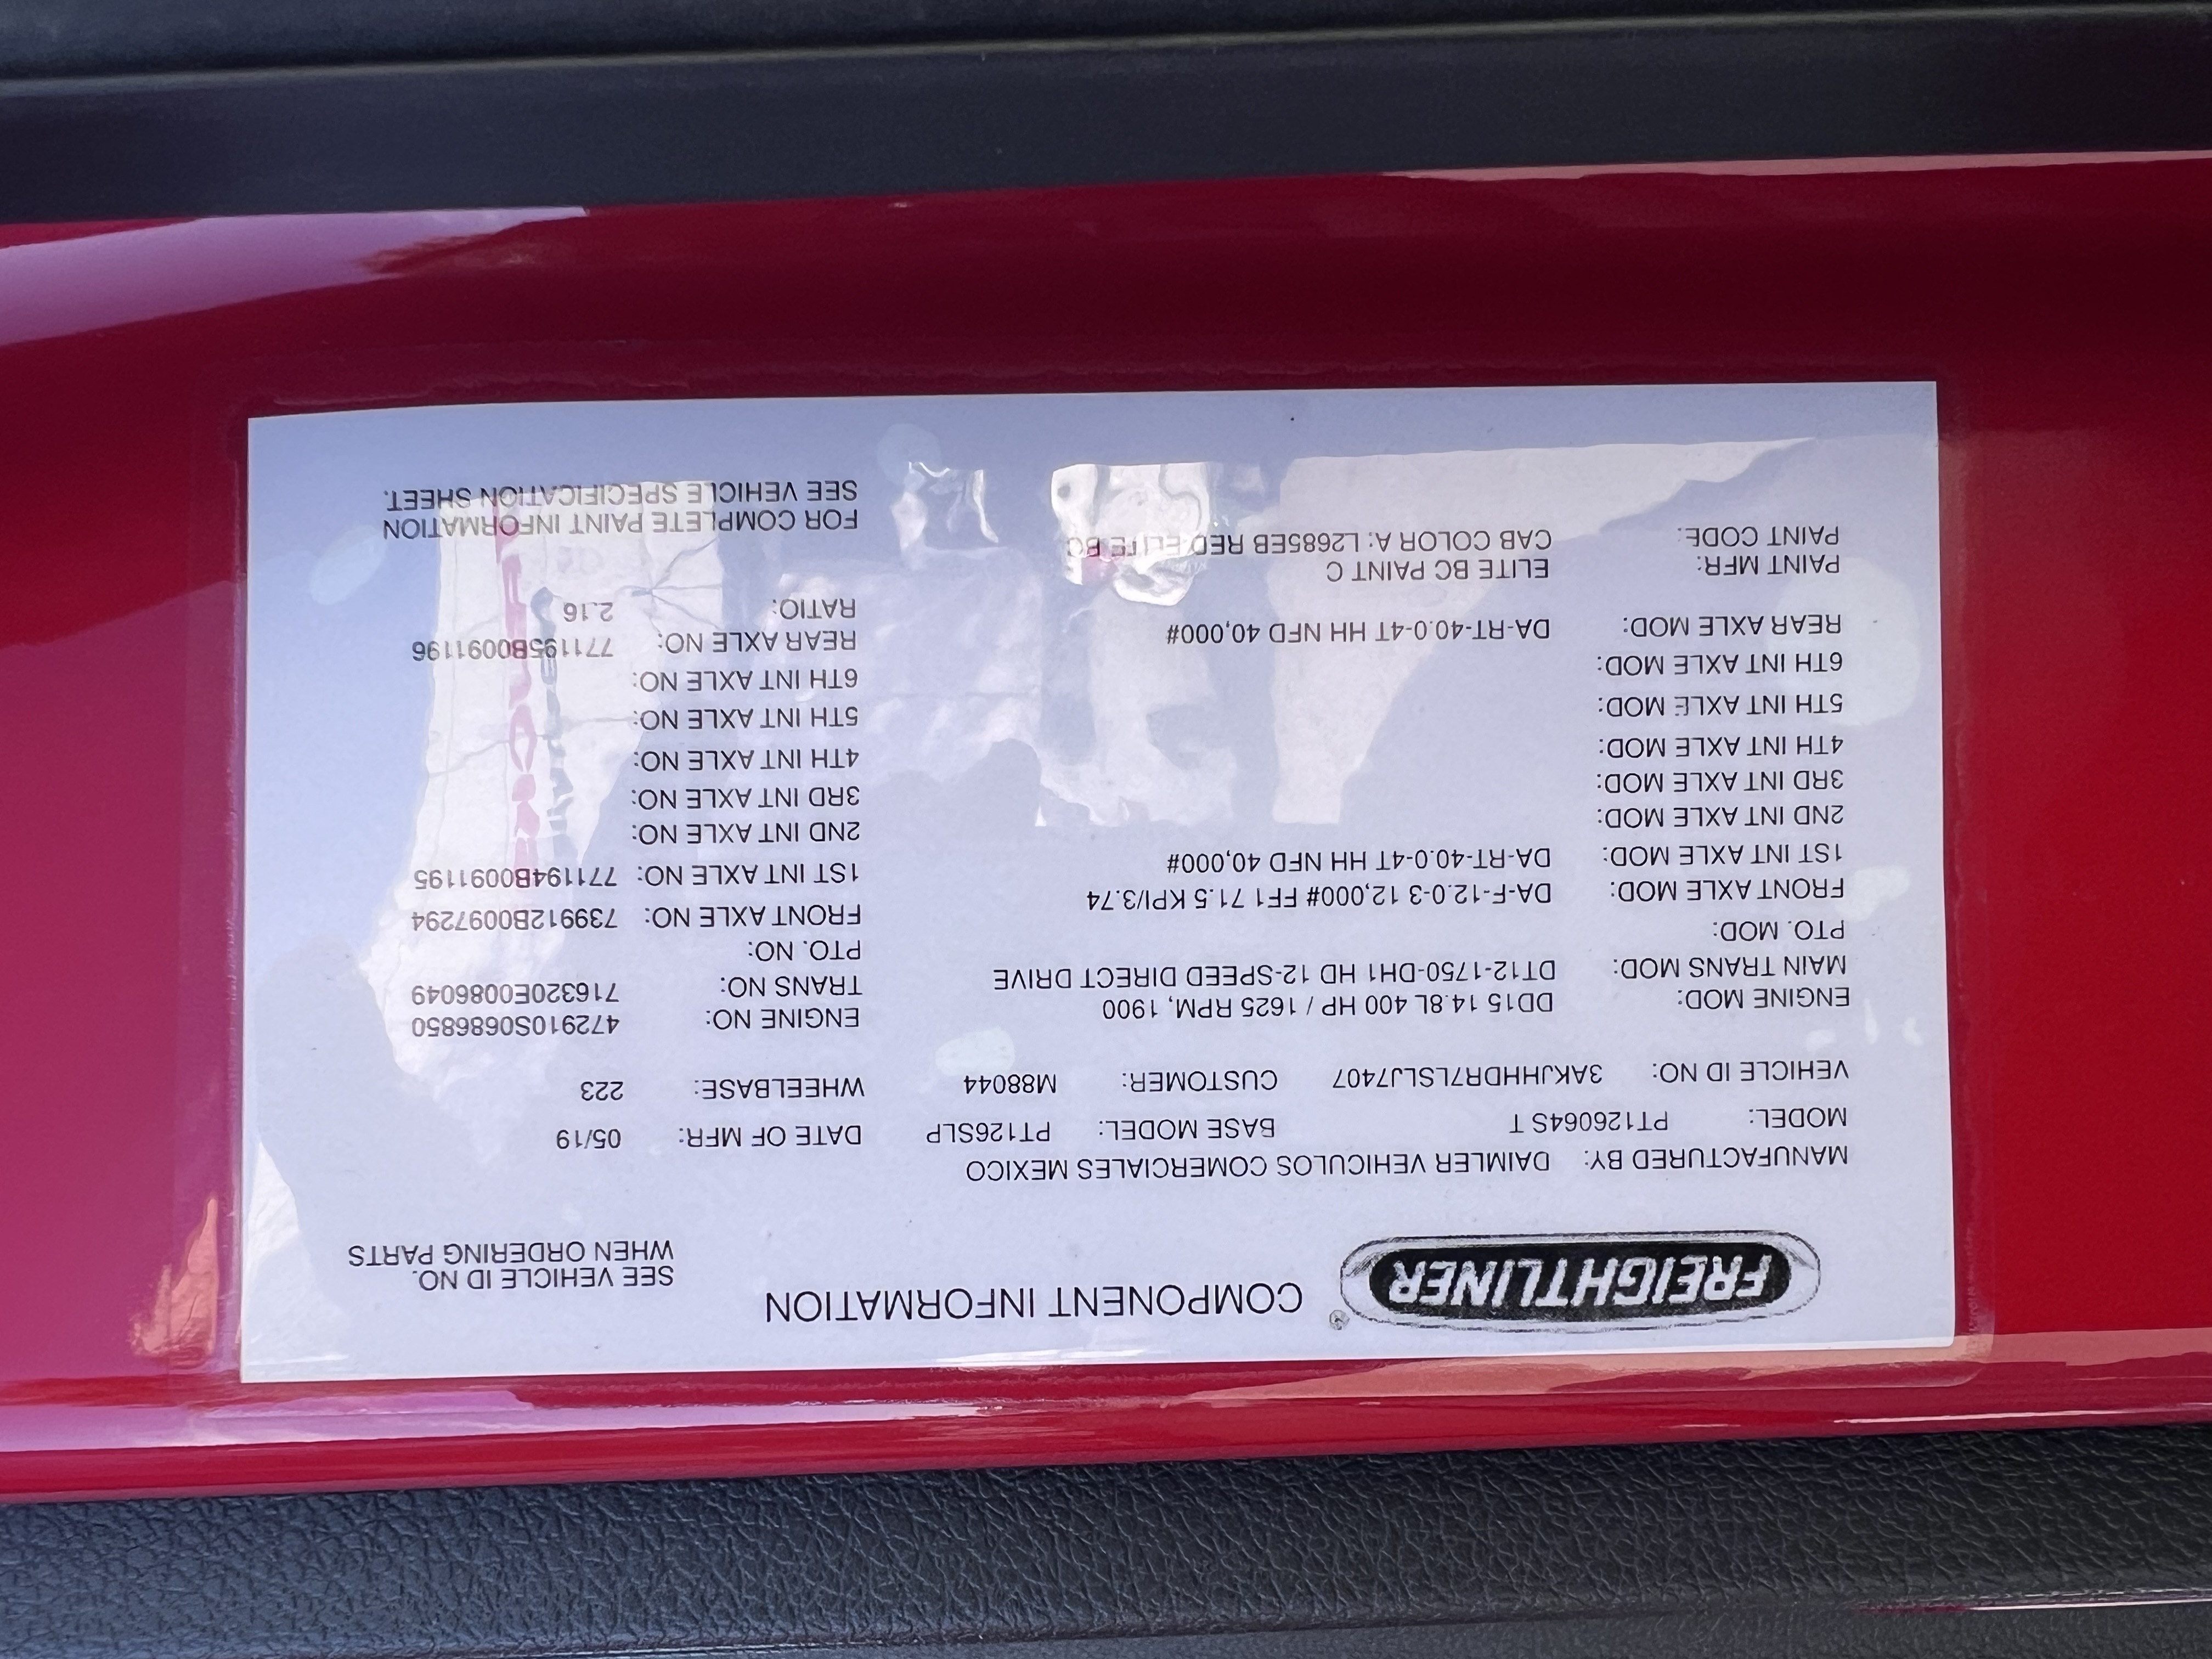 FREIGHTLINER® COMPONENT INFORMATION SEE VEHICLE ID NO.
WHEN ORDERING PARTS
MANUFACTURED BY: DAIMLER VEHICULOS COMERCIALES MEXICO
MODEL: PT126064S T BASE MODEL: PT126SLP DATE OF MFR: 05/19
VEHICLE ID NO: 3AKJHHDR7LSLJ7407 CUSTOMER: M88044 WHEELBASE: 223
ENGINE MOD: DD15 14.8L 400 HP / 1625 RPM, 1900 ENGINE NO: 472910S0686850
MAIN TRANS MOD: DT12-1750-DH1 HD 12-SPEED DIRECT DRIVE TRANS NO: 716320E0086049
PTO. MOD: PTO. NO:
FRONT AXLE MOD: DA-F-12.0-3 12,000# FF1 71.5 KPI/3.74 FRONT AXLE NO: 739912B0097294
1ST INT AXLE MOD: DA-RT-40.0-4T HH NFD 40,000# 1ST INT AXLE NO: 771194B0091195
2ND INT AXLE MOD: 2ND INT AXLE NO:
3RD INT AXLE MOD: 3RD INT AXLE NO:
4TH INT AXLE MOD: 4TH INT AXLE NO:
5TH INT AXLE MOD: 5TH INT AXLE NO:
6TH INT AXLE MOD: 6TH INT AXLE NO:
REAR AXLE MOD: DA-RT-40.0-4T HH NFD 40,000# REAR AXLE NO: 771195B0091196
RATIO: 2.16
PAINT MFR: ELITE BC PAINT C
PAINT CODE: CAB COLOR A: L2685EB RED ELITE BC
FOR COMPLETE PAINT INFORMATION
SEE VEHICLE SPECIFICATION SHEET.